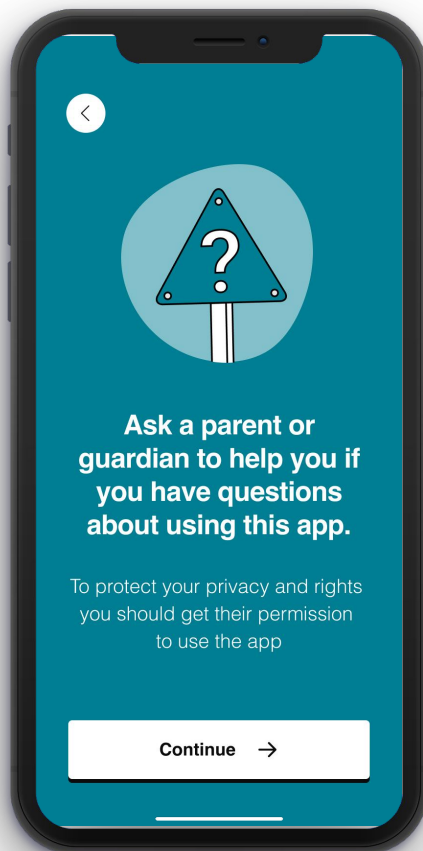 ?
Ask a parent or
guardian to help you if
you have questions
about using this app.
To protect your privacy and rights
you should get their permission
to use the app
Continue →